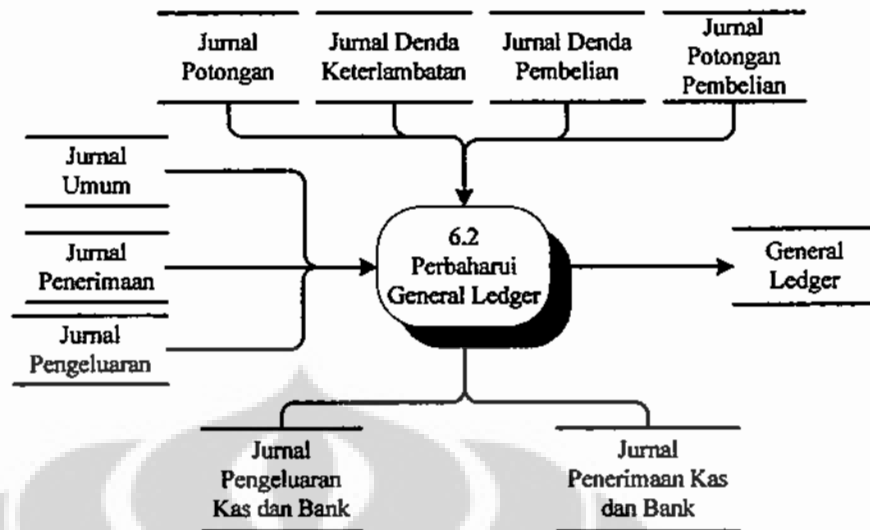 Jurnal
Potongan
Jurnal Denda
Keterlambatan
Jurnal Denda
Pembelian
Jurnal
Potongan
Pembelian
Jurnal
Umum
Jurnal
Penerimaan
Jurnal
Pengeluaran
6.2
Perbaharui
General Ledger
General
Ledger
Jurnal
Pengeluaran
Kas dan Bank
Jurnal
Penerimaan Kas
dan Bank